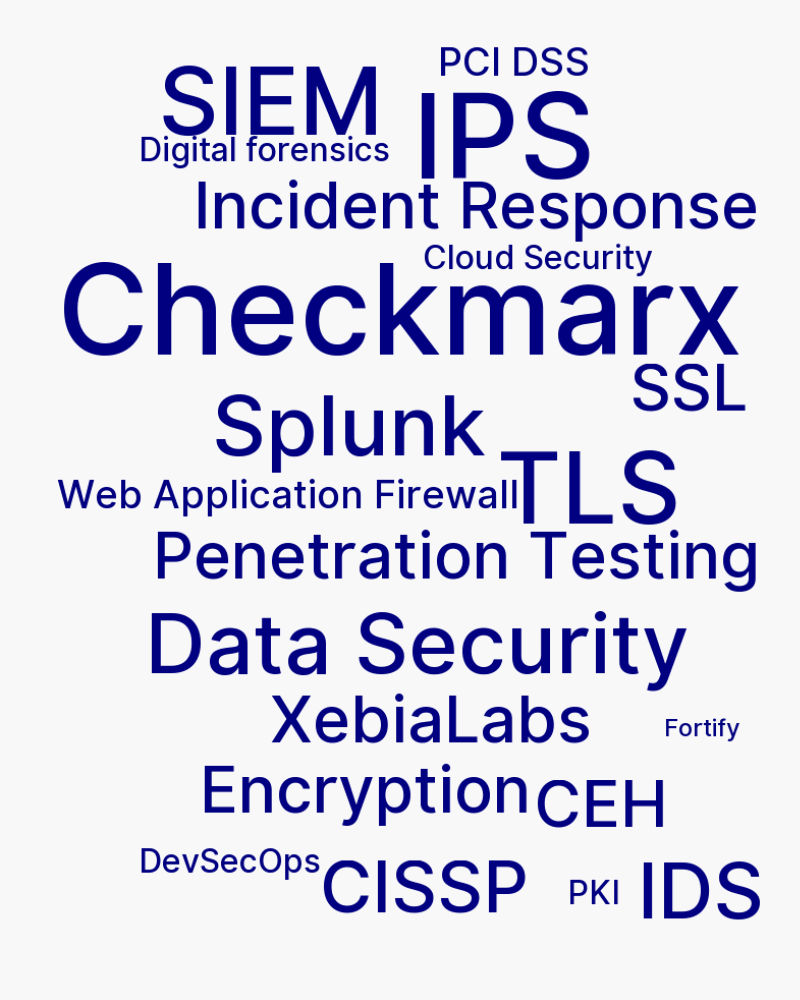 PCI DSS
SIEM
IPS
Digital forensics
Incident Response
Cloud Security
Checkmarx
SSL
Splunk
TLS
Web Application Firewall
Penetration Testing
Data Security
XebiaLabs
Fortify
Encryption
CEH
DevSecOps
CISSP
PKI
IDS